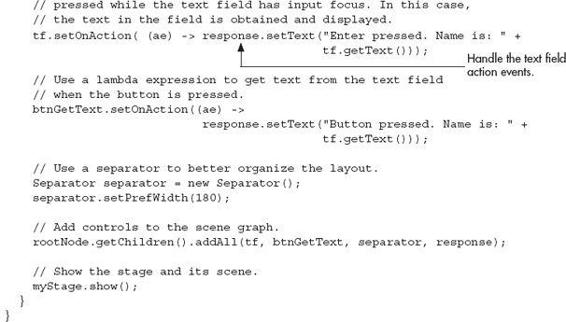 // pressed while the text field has input focus. In this case,
// the text in the field is obtained and displayed.
tf.setOnAction( (ae) -> response.setText("Enter pressed. Name is: " +
tf.getText()));
Handle the text field
action events.
// Use a lambda expression to get text from the text field
// when the button is pressed.
btnGetText.setOnAction((ae) ->
response.setText("Button pressed. Name is: " +
tf.getText()));
// Use a separator to better organize the layout.
Separator separator = new Separator();
separator.setPrefWidth(180);
// Add controls to the scene graph.
rootNode.getChildren().addAll(tf, btnGetText, separator, response);
// Show the stage and its scene.
myStage.show();
}
}